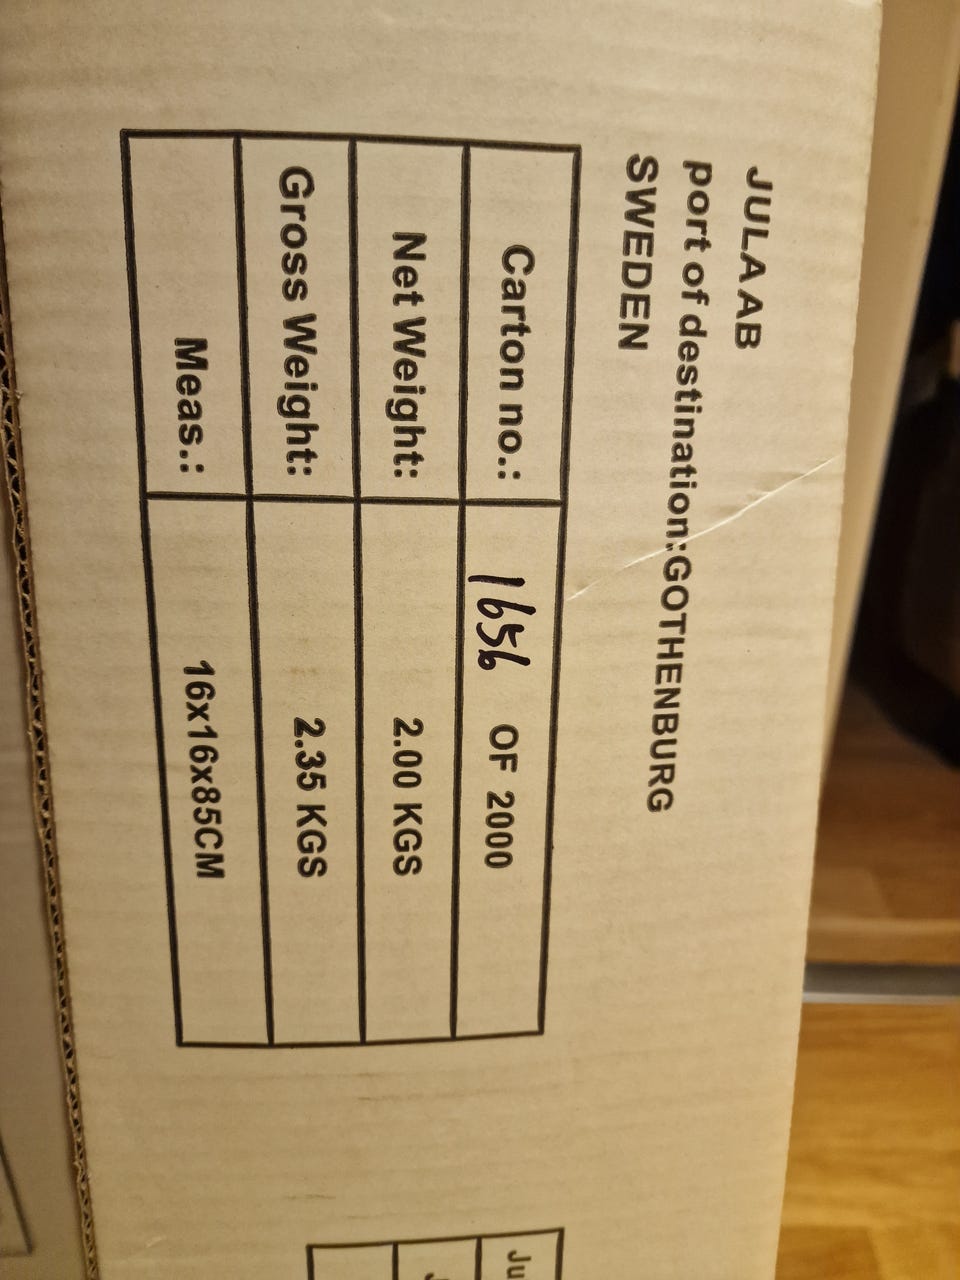 JULA AB
port of destination:GOTHENBURG
SWEDEN
Carton no.: 1656 OF 2000
Net Weight: 2.00 KGS
Gross Weight: 2.35 KGS
Meas.: 16x16x85CM